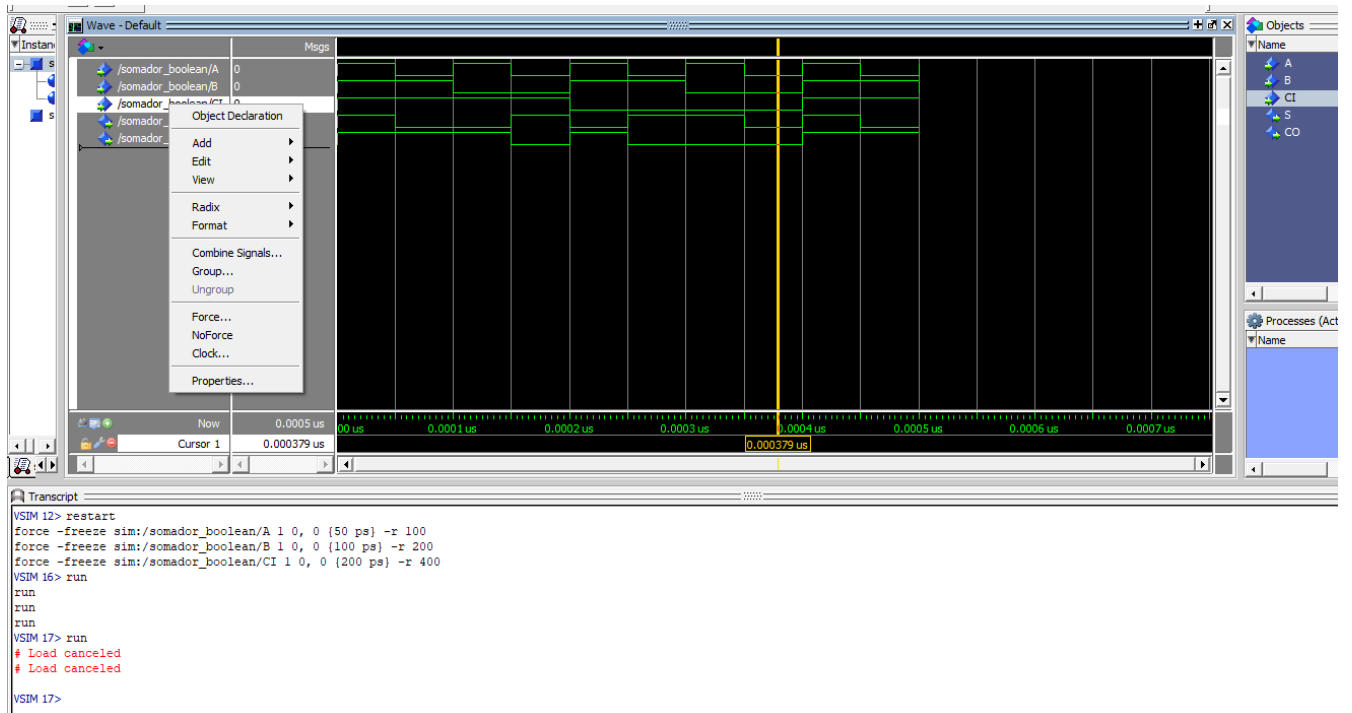 Wave - Default
Objects
Instan
Msgs
Name
s
/somador_boolean/A 0
A
/somador_boolean/B 0
B
/somador_boolean/CI 0
CI
/somador_
S
s
/somador_
CO
Object Declaration
Add
Edit
View
Radix
Format
Combine Signals...
Group...
Ungroup
Force...
NoForce
Clock...
Properties...
Processes (Act
Name
Now 0.0005 us
00 us 0.0001 us 0.0002 us 0.0003 us 0.0004 us 0.0005 us 0.0006 us 0.0007 us
Cursor 1 0.000379 us
0.000379 us
Transcript
VSIM 12> restart
force -freeze sim:/somador_boolean/A 1 0, 0 {50 ps} -r 100
force -freeze sim:/somador_boolean/B 1 0, 0 {100 ps} -r 200
force -freeze sim:/somador_boolean/CI 1 0, 0 {200 ps} -r 400
VSIM 16> run
run
run
run
VSIM 17> run
# Load canceled
# Load canceled
VSIM 17>